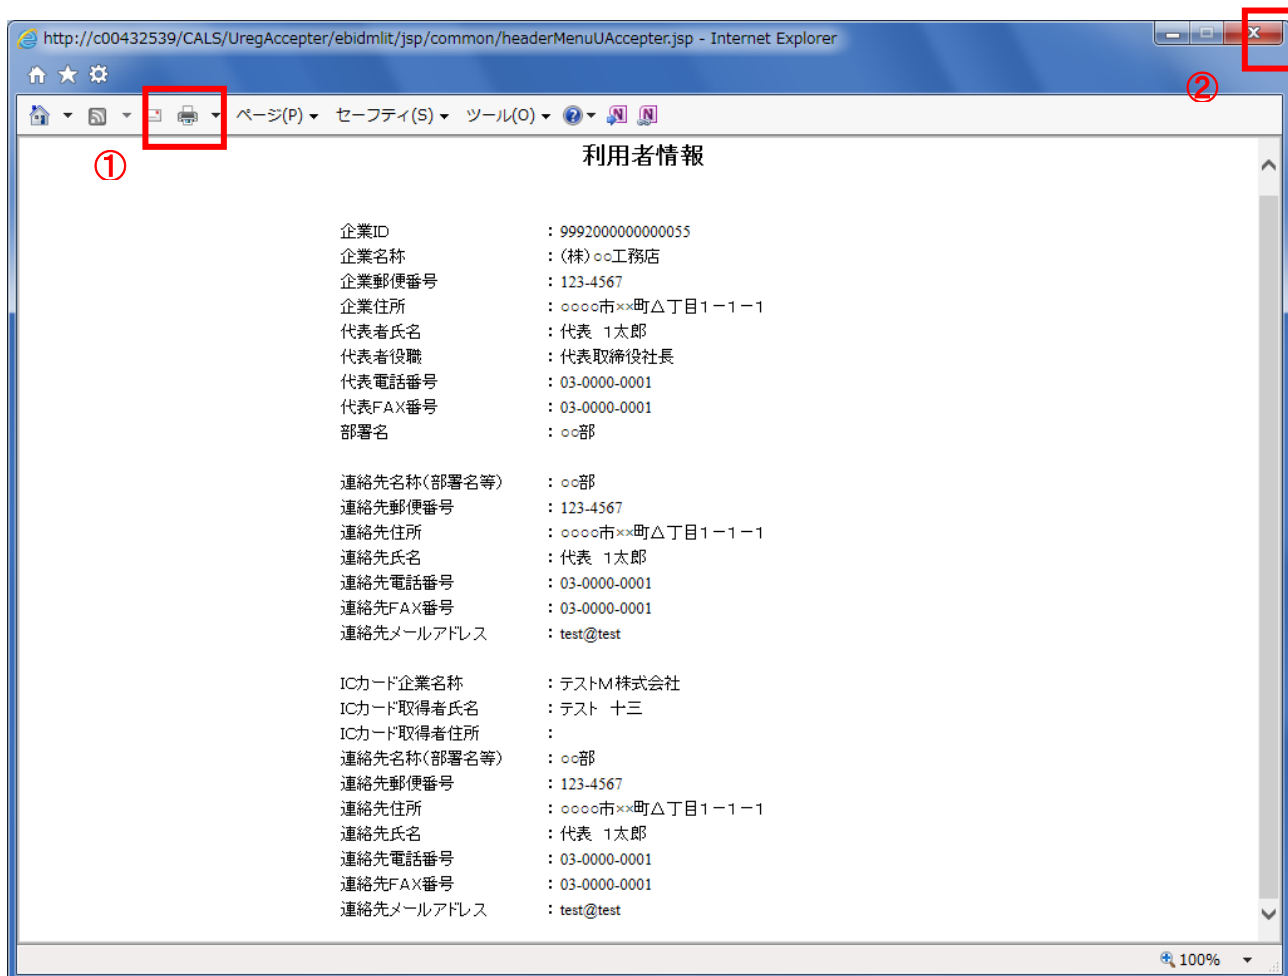 http://c00432539/CALS/UregAccepter/ebidmlit/jsp/common/headerMenuUAccepter.jsp - Internet Explorer
②
ページ(P) セーフティ(S) ツール(O)
①
利用者情報
企業ID : 9992000000000055
企業名称 : (株)○○工務店
企業郵便番号 : 123-4567
企業住所 : ○○○○市××町△丁目1-1-1
代表者氏名 : 代表 1太郎
代表者役職 : 代表取締役社長
代表電話番号 : 03-0000-0001
代表FAX番号 : 03-0000-0001
部署名 : ○○部
連絡先名称(部署名等) : ○○部
連絡先郵便番号 : 123-4567
連絡先住所 : ○○○○市××町△丁目1-1-1
連絡先氏名 : 代表 1太郎
連絡先電話番号 : 03-0000-0001
連絡先FAX番号 : 03-0000-0001
連絡先メールアドレス : test@test
ICカード企業名称 : テストM株式会社
ICカード取得者氏名 : テスト 十三
ICカード取得者住所 :
連絡先名称(部署名等) : ○○部
連絡先郵便番号 : 123-4567
連絡先住所 : ○○○○市××町△丁目1-1-1
連絡先氏名 : 代表 1太郎
連絡先電話番号 : 03-0000-0001
連絡先FAX番号 : 03-0000-0001
連絡先メールアドレス : test@test
100%